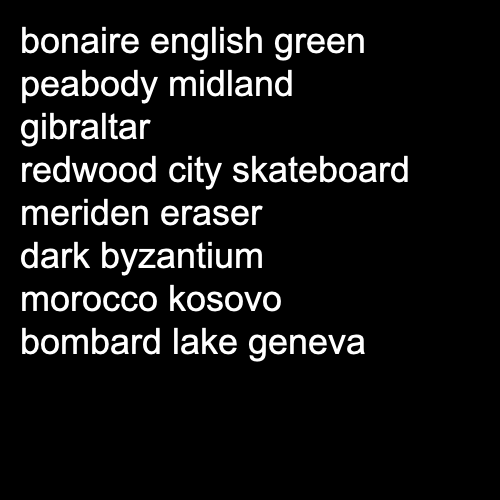 bonaire english green
peabody midland
gibraltar
redwood city skateboard
meriden eraser
dark byzantium
morocco kosovo
bombard lake geneva